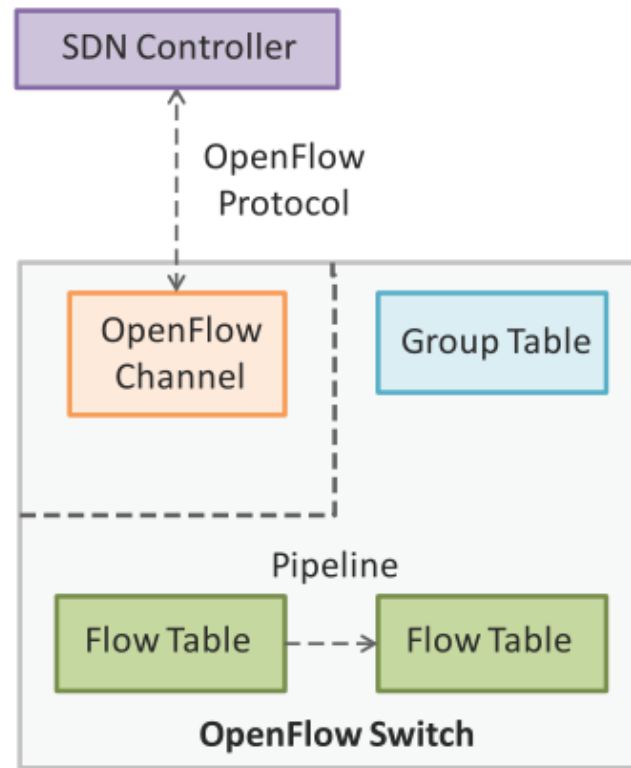 SDN Controller
OpenFlow
Protocol
OpenFlow
Channel
Group Table
Pipeline
Flow Table
Flow Table
OpenFlow Switch